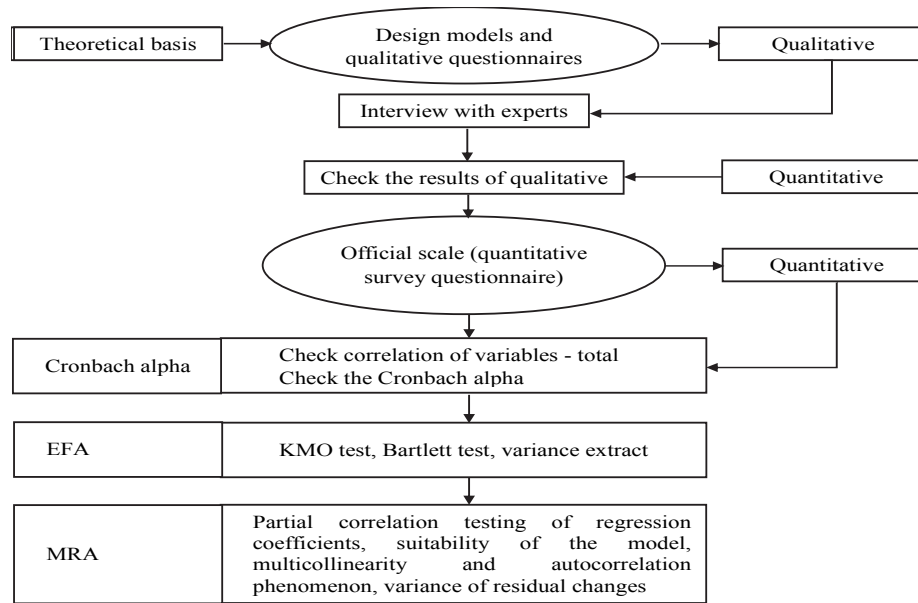 Theoretical basis
Design models and
qualitative questionnaires
Qualitative
Interview with experts
Check the results of qualitative
Quantitative
Official scale (quantitative
survey questionnaire)
Quantitative
Cronbach alpha
Check correlation of variables - total
Check the Cronbach alpha
EFA
KMO test, Bartlett test, variance extract
MRA
Partial correlation testing of regression
coefficients, suitability of the model,
multicollinearity and autocorrelation
phenomenon, variance of residual changes